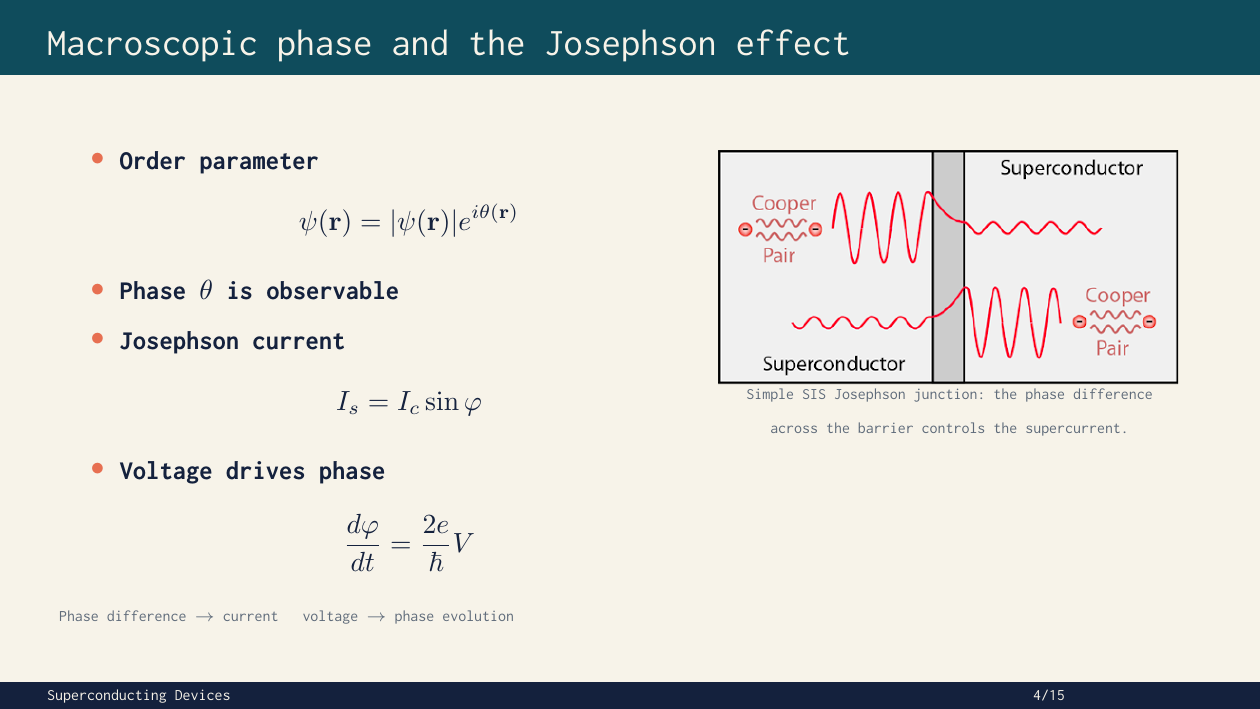 Macroscopic phase and the Josephson effect
• Order parameter
ψ(r) = |ψ(r)|e^{iθ(r)}
• Phase θ is observable
• Josephson current
I_s = I_c sin φ
• Voltage drives phase
dφ/dt = 2e/ħ V
Phase difference → current voltage → phase evolution
Superconductor
Cooper
Pair
Cooper
Pair
Superconductor
Simple SIS Josephson junction: the phase difference
across the barrier controls the supercurrent.
Superconducting Devices 4/15